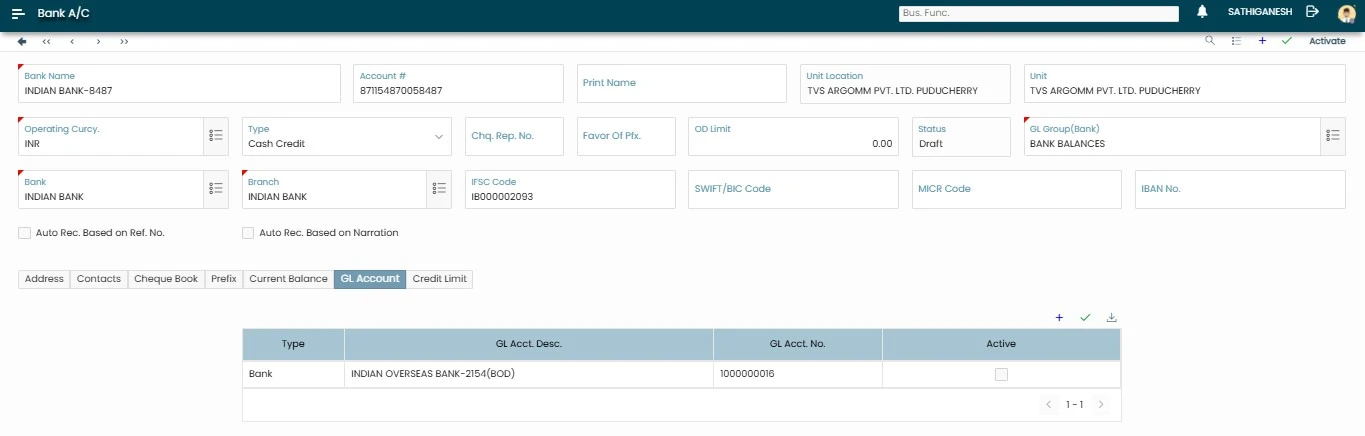 Bank A/C
Bus. Func.
SATHIGANESH
Activate
Bank Name
INDIAN BANK-8487
Account #
871154870058487
Print Name
Unit Location
TVS ARGOMM PVT. LTD. PUDUCHERRY
Unit
TVS ARGOMM PVT. LTD. PUDUCHERRY
Operating Curcy.
INR
Type
Cash Credit
Chq. Rep. No.
Favor Of Pfx.
OD Limit
0.00
Status
Draft
GL Group(Bank)
BANK BALANCES
Bank
INDIAN BANK
Branch
INDIAN BANK
IFSC Code
IB000002093
SWIFT/BIC Code
MICR Code
IBAN No.
Auto Rec. Based on Ref. No.
Auto Rec. Based on Narration
Address Contacts Cheque Book Prefix Current Balance GL Account Credit Limit
Type GL Acct. Desc. GL Acct. No. Active
Bank INDIAN OVERSEAS BANK-2154(BOD) 1000000016
1 - 1